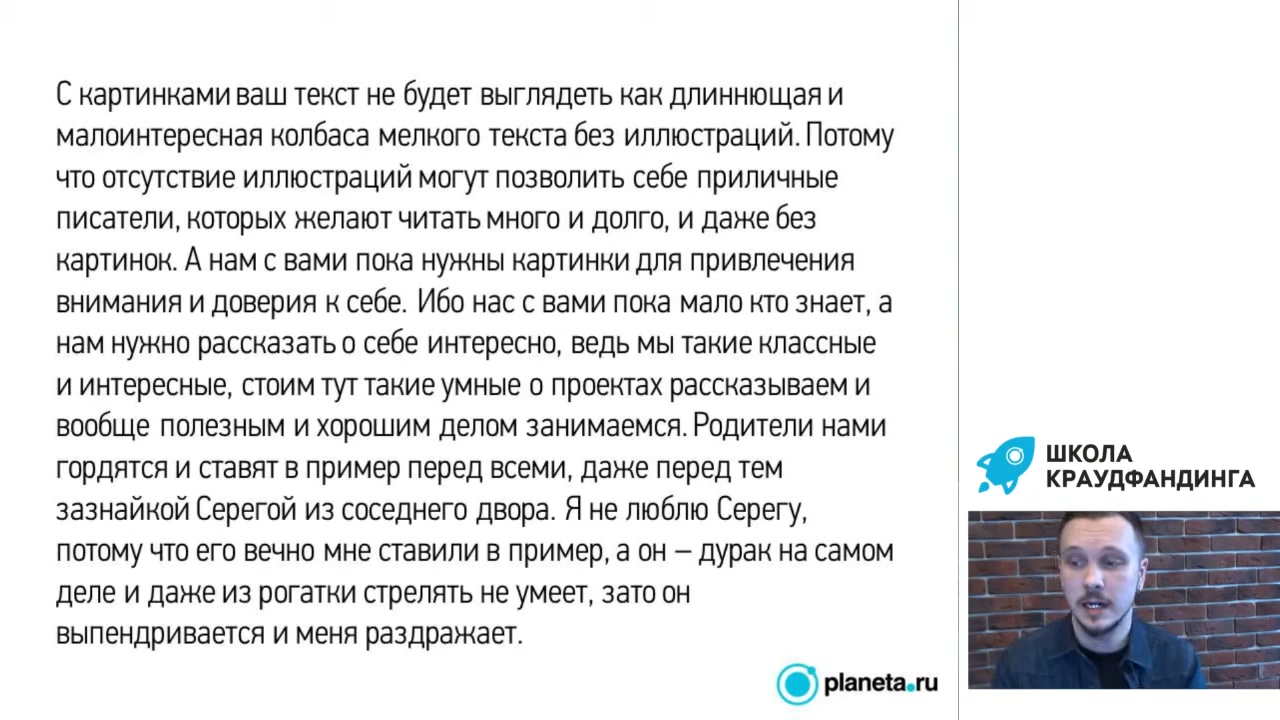 С картинками ваш текст не будет выглядеть как длиннющая и
малоинтересная колбаса мелкого текста без иллюстраций. Потому
что отсутствие иллюстраций могут позволить себе приличные
писатели, которых желают читать много и долго, и даже без
картинок. А нам с вами пока нужны картинки для привлечения
внимания и доверия к себе. Ибо нас с вами пока мало кто знает, а
нам нужно рассказать о себе интересно, ведь мы такие классные
и интересные, стоим тут такие умные о проектах рассказываем и
вообще полезным и хорошим делом занимаемся. Родители нами
гордятся и ставят в пример перед всеми, даже перед тем
зазнайкой Серегой из соседнего двора. Я не люблю Серегу,
потому что его вечно мне ставили в пример, а он – дурак на самом
деле и даже из рогатки стрелять не умеет, зато он
выпендривается и меня раздражает.
planeta.ru
ШКОЛА
КРАУДФАНДИНГА